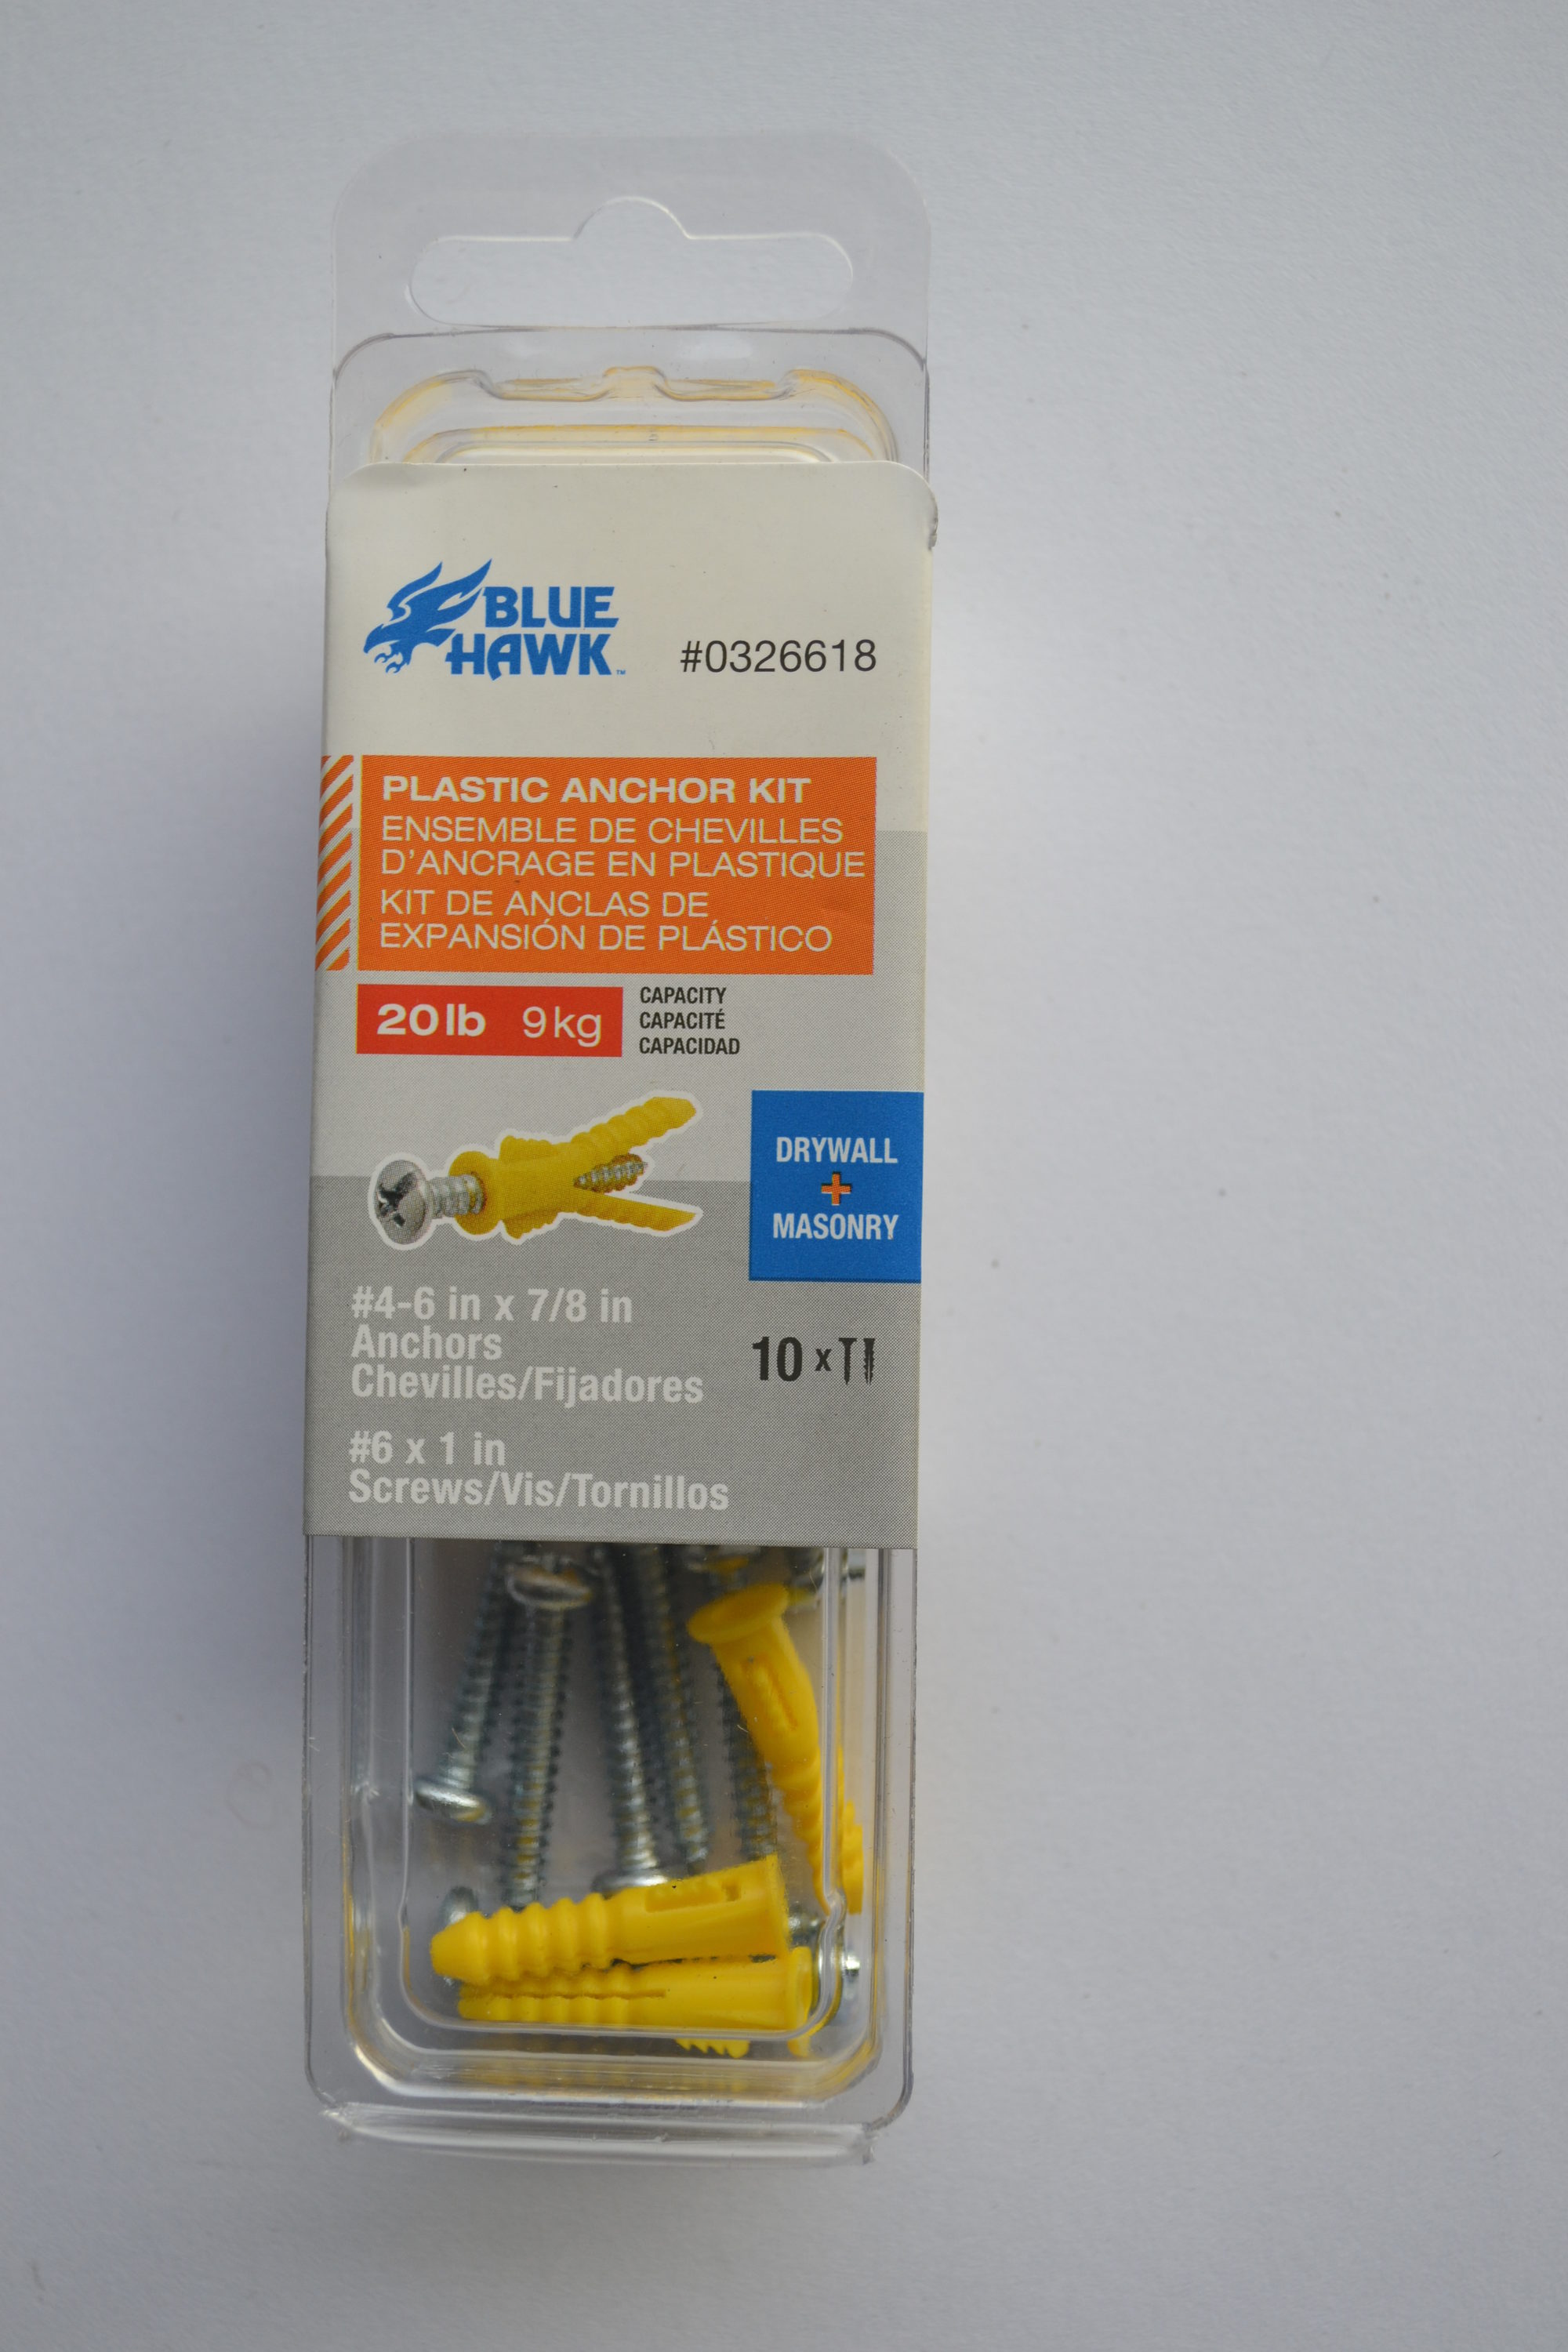 BLUE
HAWK™
#0326618
PLASTIC ANCHOR KIT
ENSEMBLE DE CHEVILLES
D'ANCRAGE EN PLASTIQUE
KIT DE ANCLAS DE
EXPANSIÓN DE PLÁSTICO
20 lb 9 kg
CAPACITY
CAPACITÉ
CAPACIDAD
DRYWALL
+
MASONRY
#4-6 in x 7/8 in
Anchors
Chevilles/Fijadores
10 x
#6 x 1 in
Screws/Vis/Tornillos